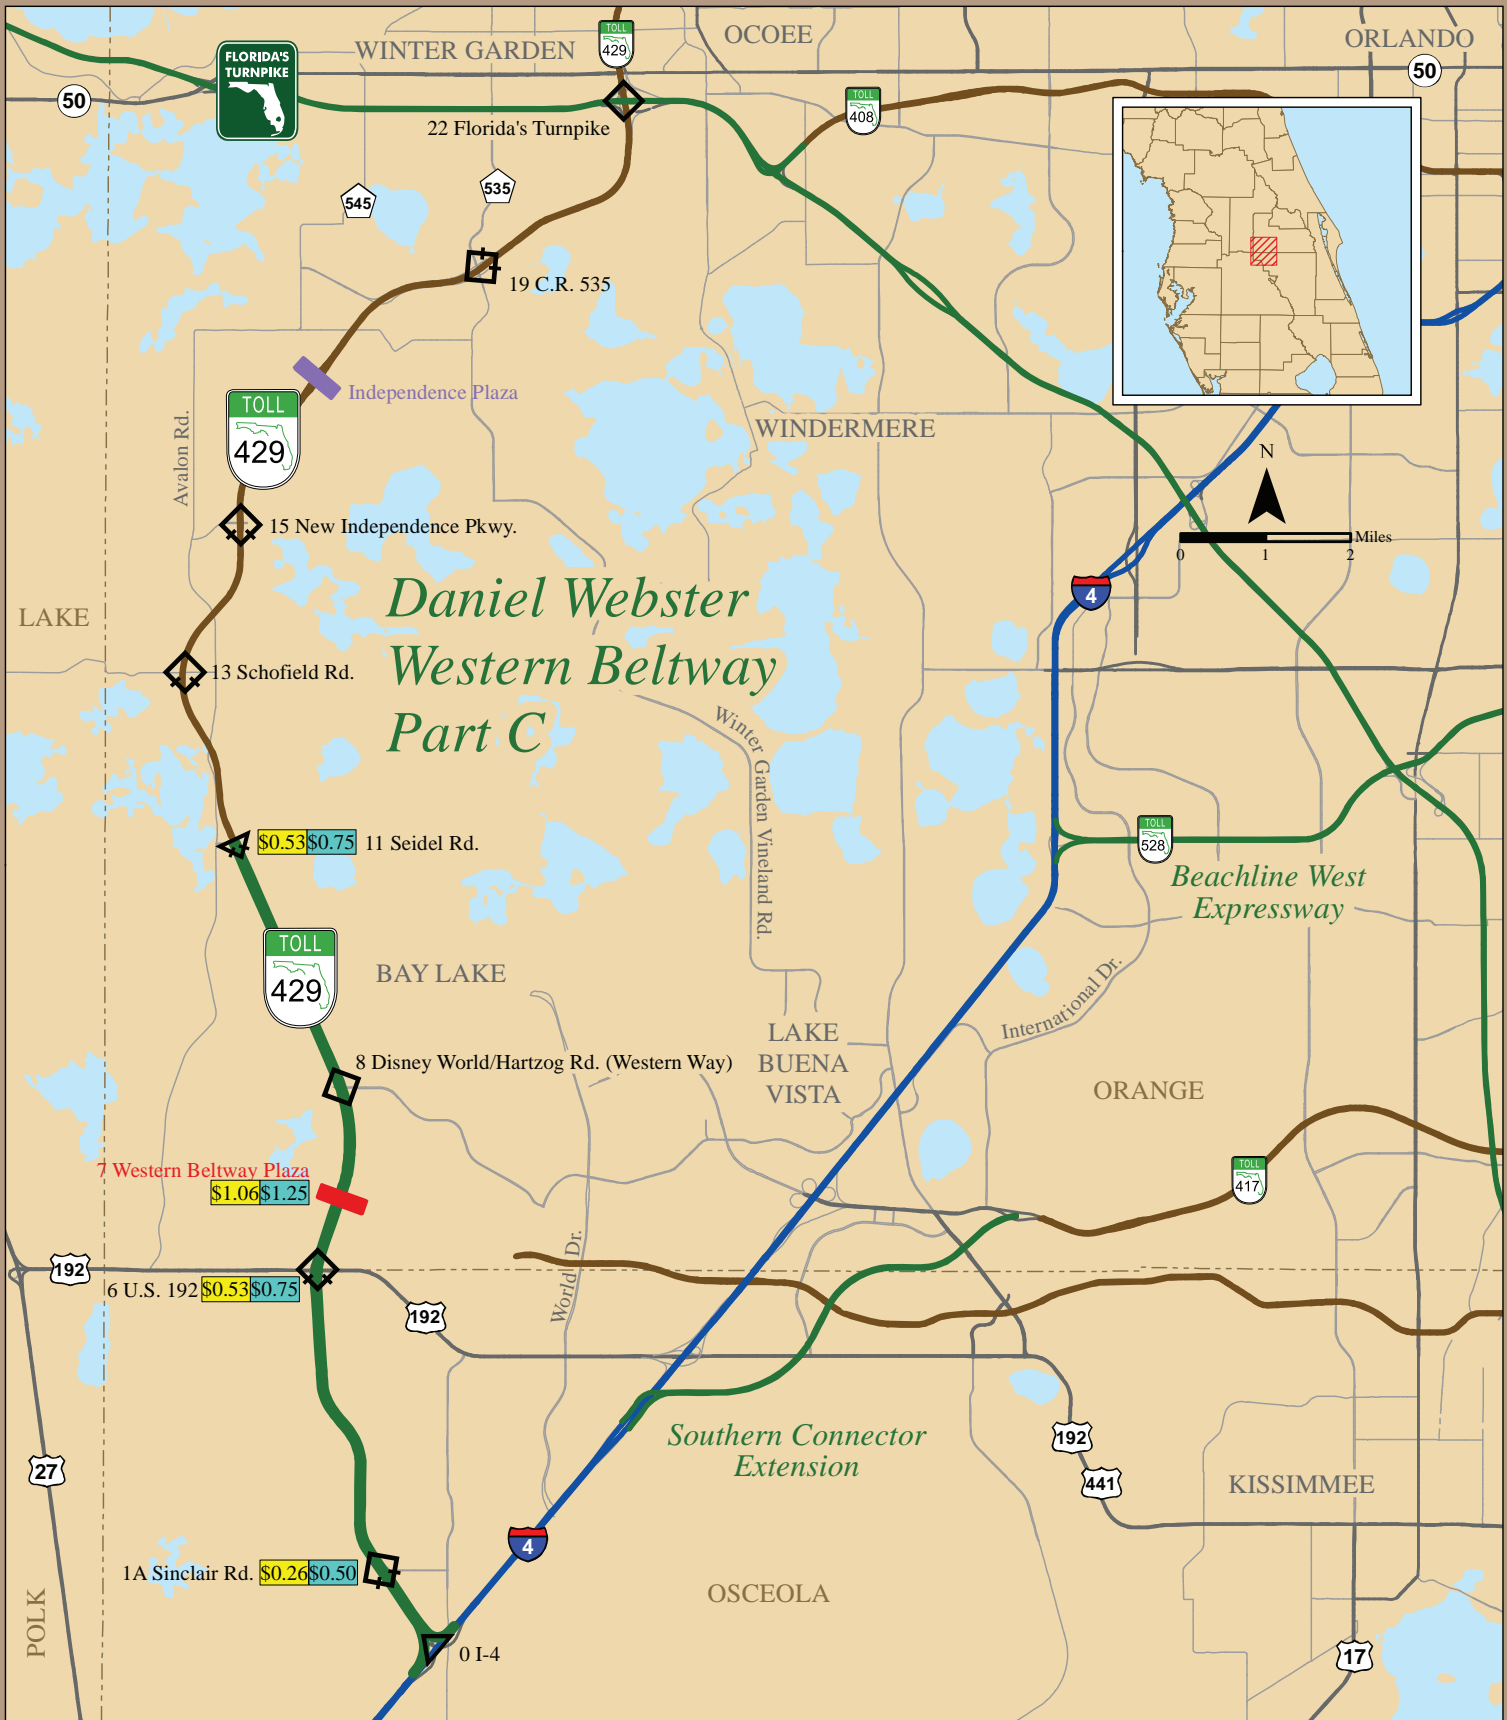 WINTER GARDEN
TOLL
429
OCOEE
ORLANDO
FLORIDA'S
TURNPIKE
50
50
TOLL
408
22 Florida's Turnpike
545
535
19 C.R. 535
Independence Plaza
TOLL
429
Avalon Rd.
WINDERMERE
N
15 New Independence Pkwy.
Miles
0
1
2
Daniel Webster
Western Beltway
Part C
4
LAKE
13 Schofield Rd.
Winter Garden Vineland Rd.
$0.53
$0.75
11 Seidel Rd.
TOLL
528
Beachline West
Expressway
TOLL
429
BAY LAKE
International Dr.
LAKE
BUENA
VISTA
8 Disney World/Hartzog Rd. (Western Way)
ORANGE
7 Western Beltway Plaza
$1.06
$1.25
TOLL
417
192
6 U.S. 192
$0.53
$0.75
World Dr.
192
Southern Connector
Extension
192
27
441
KISSIMMEE
4
1A Sinclair Rd.
$0.26
$0.50
OSCEOLA
POLK
0 I-4
17